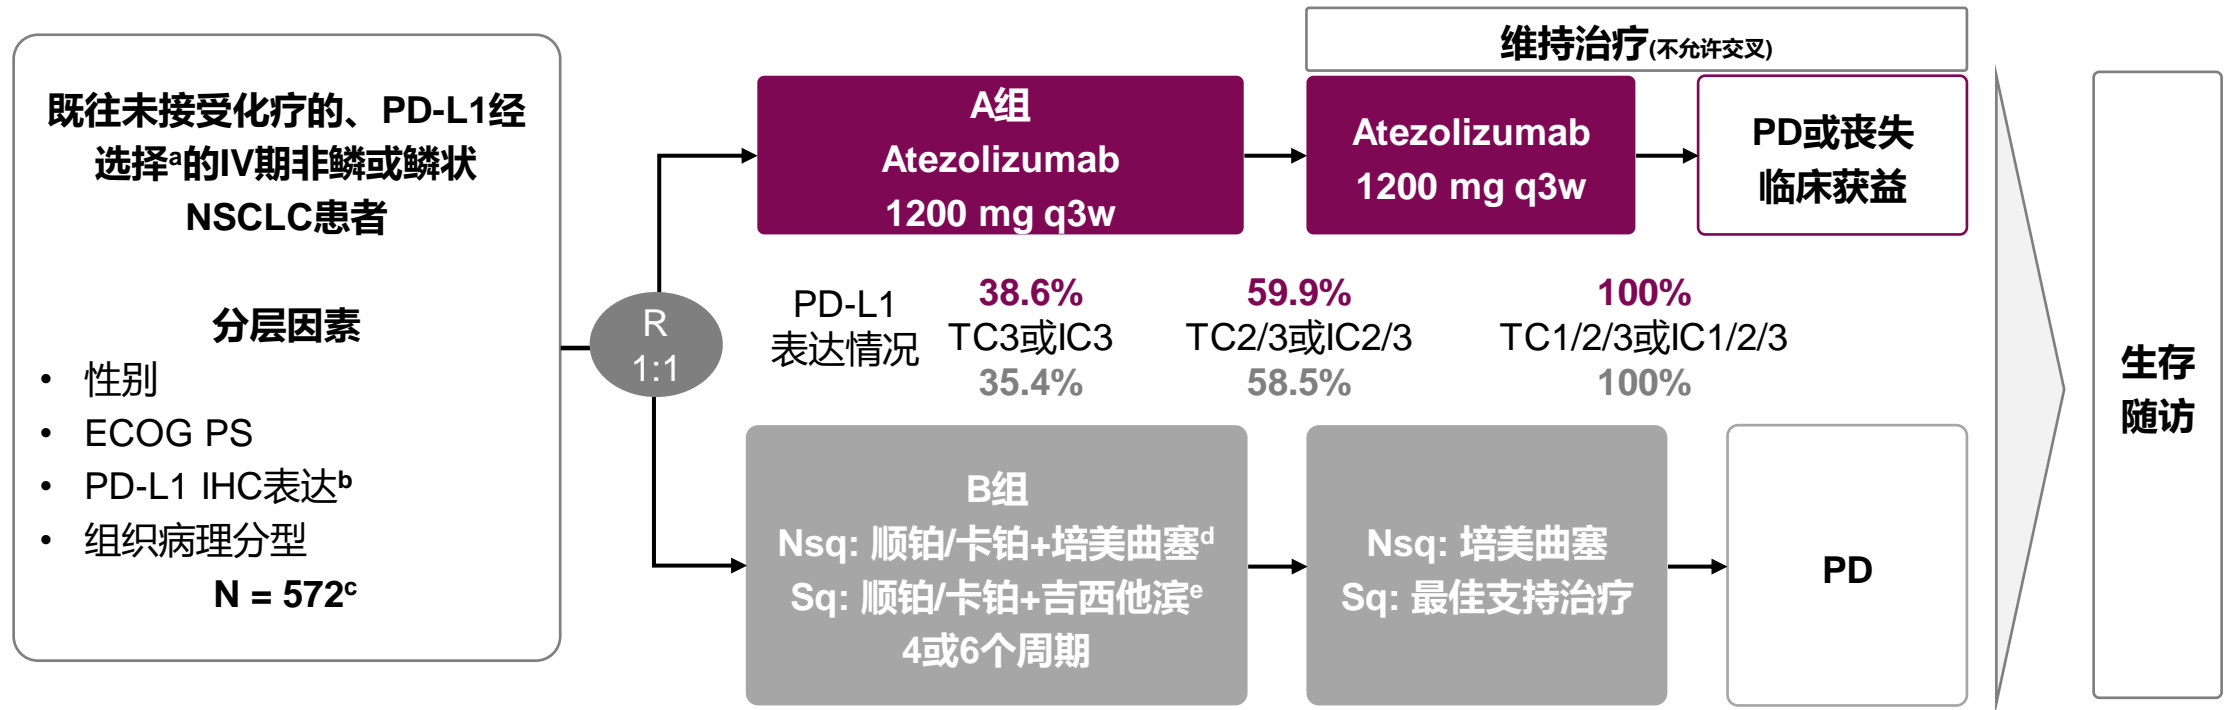 既往未接受化疗的、PD-L1经
选择a的IV期非鳞或鳞状
NSCLC患者
分层因素
• 性别
• ECOG PS
• PD-L1 IHC表达b
• 组织病理分型
N = 572c
R
1:1
维持治疗(不允许交叉)
A组
Atezolizumab
1200 mg q3w
Atezolizumab
1200 mg q3w
PD或丧失
临床获益
PD-L1
表达情况
38.6%
TC3或IC3
35.4%
59.9%
TC2/3或IC2/3
58.5%
100%
TC1/2/3或IC1/2/3
100%
B组
Nsq: 顺铂/卡铂+培美曲塞d
Sq: 顺铂/卡铂+吉西他滨e
4或6个周期
Nsq: 培美曲塞
Sq: 最佳支持治疗
PD
生存
随访